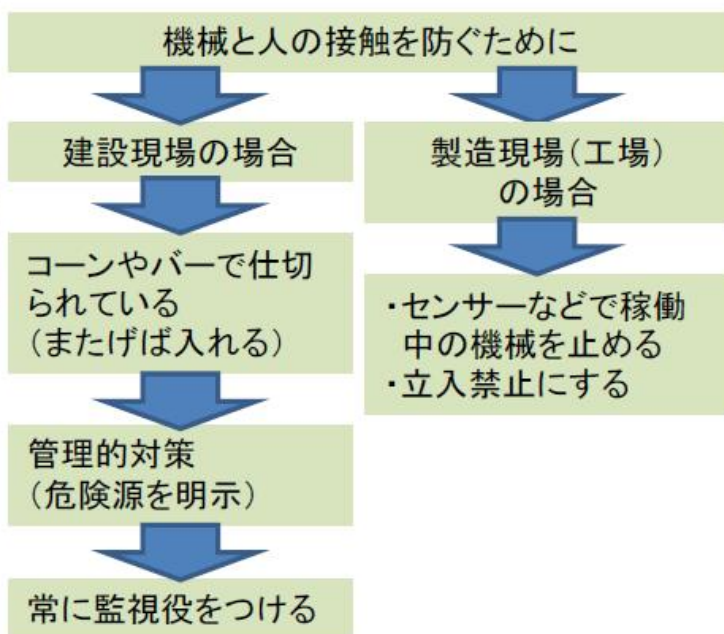 機械と人の接触を防ぐために
建設現場の場合
コーンやバーで仕切
られている
(またげば入れる)
管理的対策
(危険源を明示)
常に監視役をつける
製造現場(工場)
の場合
・センサーなどで稼働
中の機械を止める
・立入禁止にする